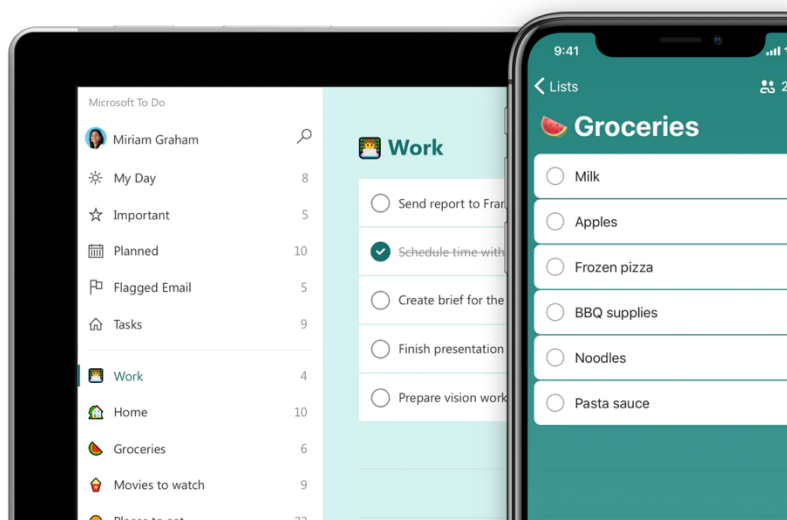 Microsoft To Do
Miriam Graham
My Day 8
Important 5
Planned 10
Flagged Email 5
Tasks 9
Work 4
Home 10
Groceries 6
Movies to watch 9
Work
Send report to
Schedule time with
Create brief for the
Finish presentation
Prepare vision
9:41
Lists
Groceries
Milk
Apples
Frozen pizza
BBQ supplies
Noodles
Pasta sauce